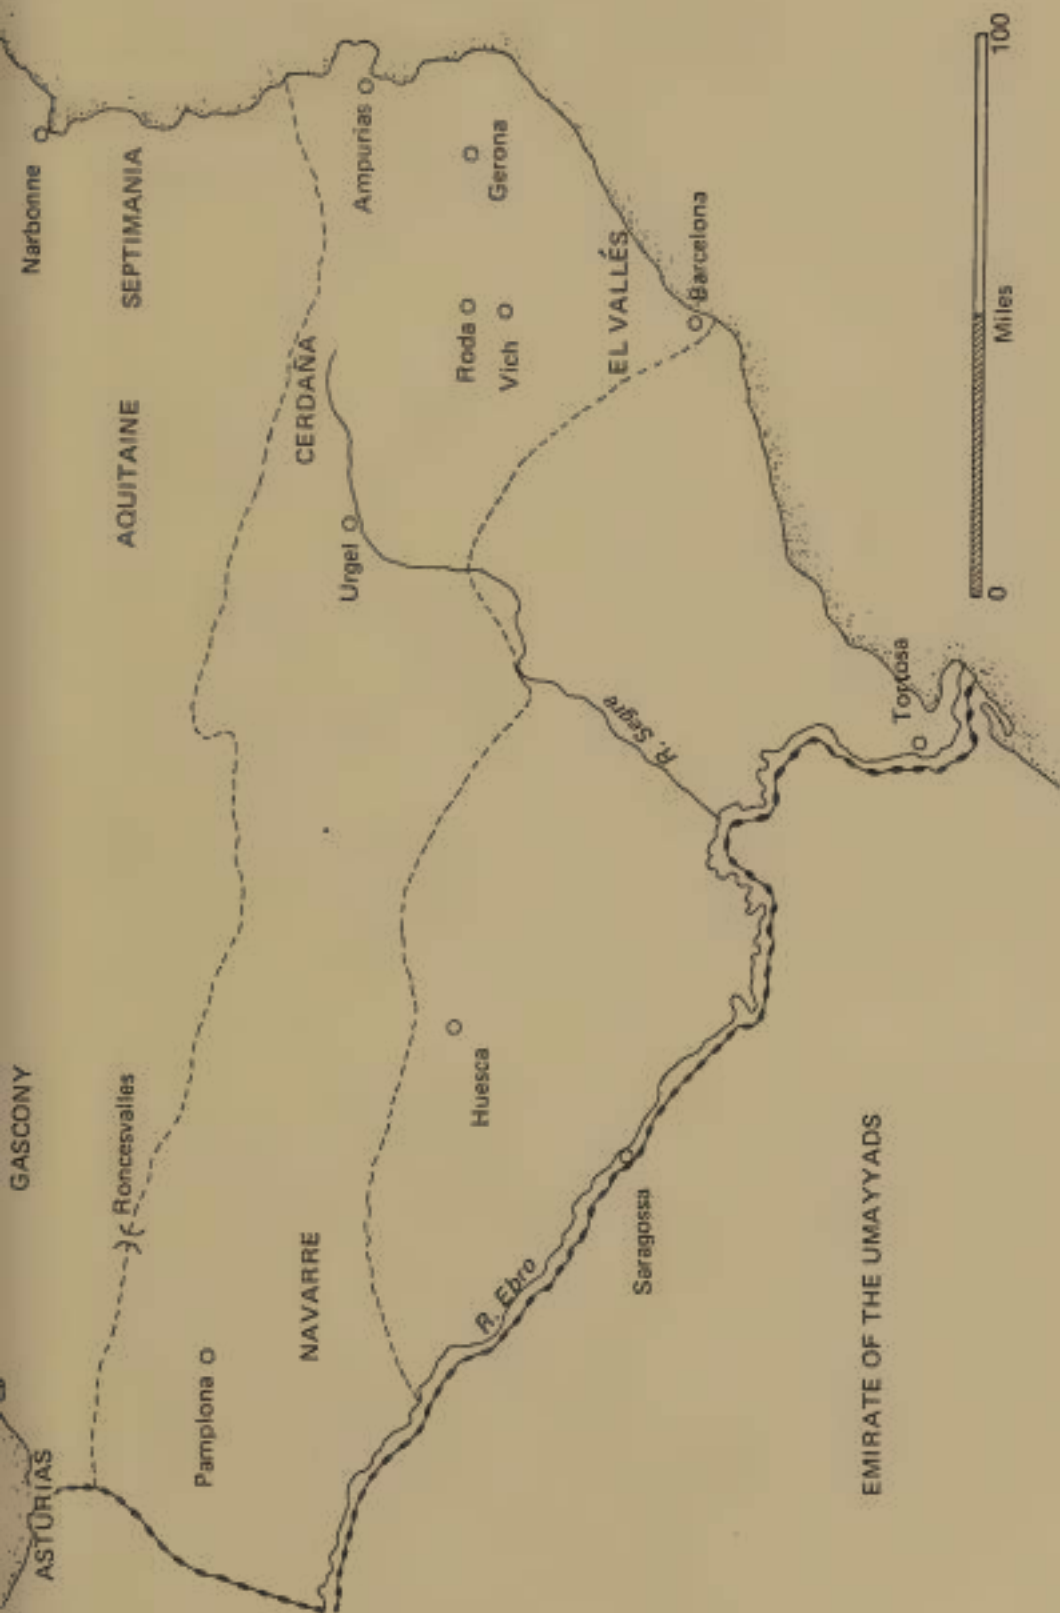 ASTURIAS
GASCONY
Narbonne
Roncesvalles
AQUITAINE
SEPTIMANIA
Pamplona
NAVARRE
CERDAÑA
Urgel
Ampurias
Huesca
Roda
Vich
Gerona
R. Ebro
EL VALLÉS
Saragossa
R. Segre
Barcelona
EMIRATE OF THE UMAYYADS
Tortosa
0
100
Miles